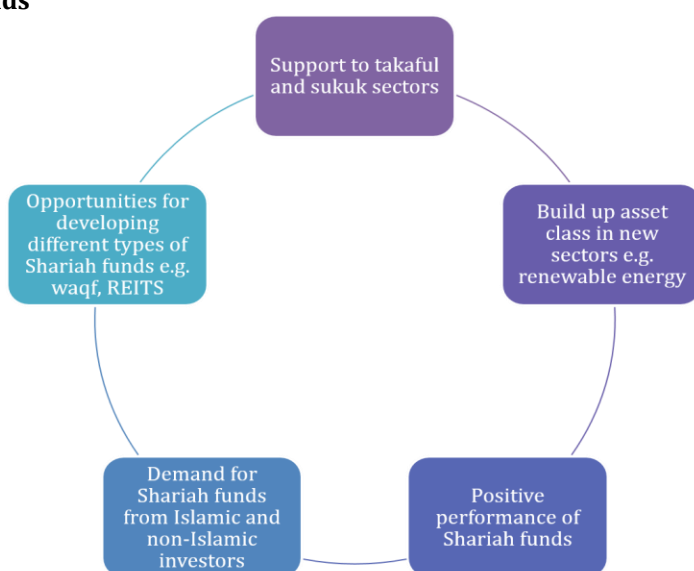 Support to takaful
and sukuk sectors
Build up asset
class in new
sectors e.g.
renewable energy
Positive
performance of
Shariah funds
Demand for
Shariah funds
from Islamic and
non-Islamic
investors
Opportunities for
developing
different types of
Shariah funds e.g.
waqf, REITS